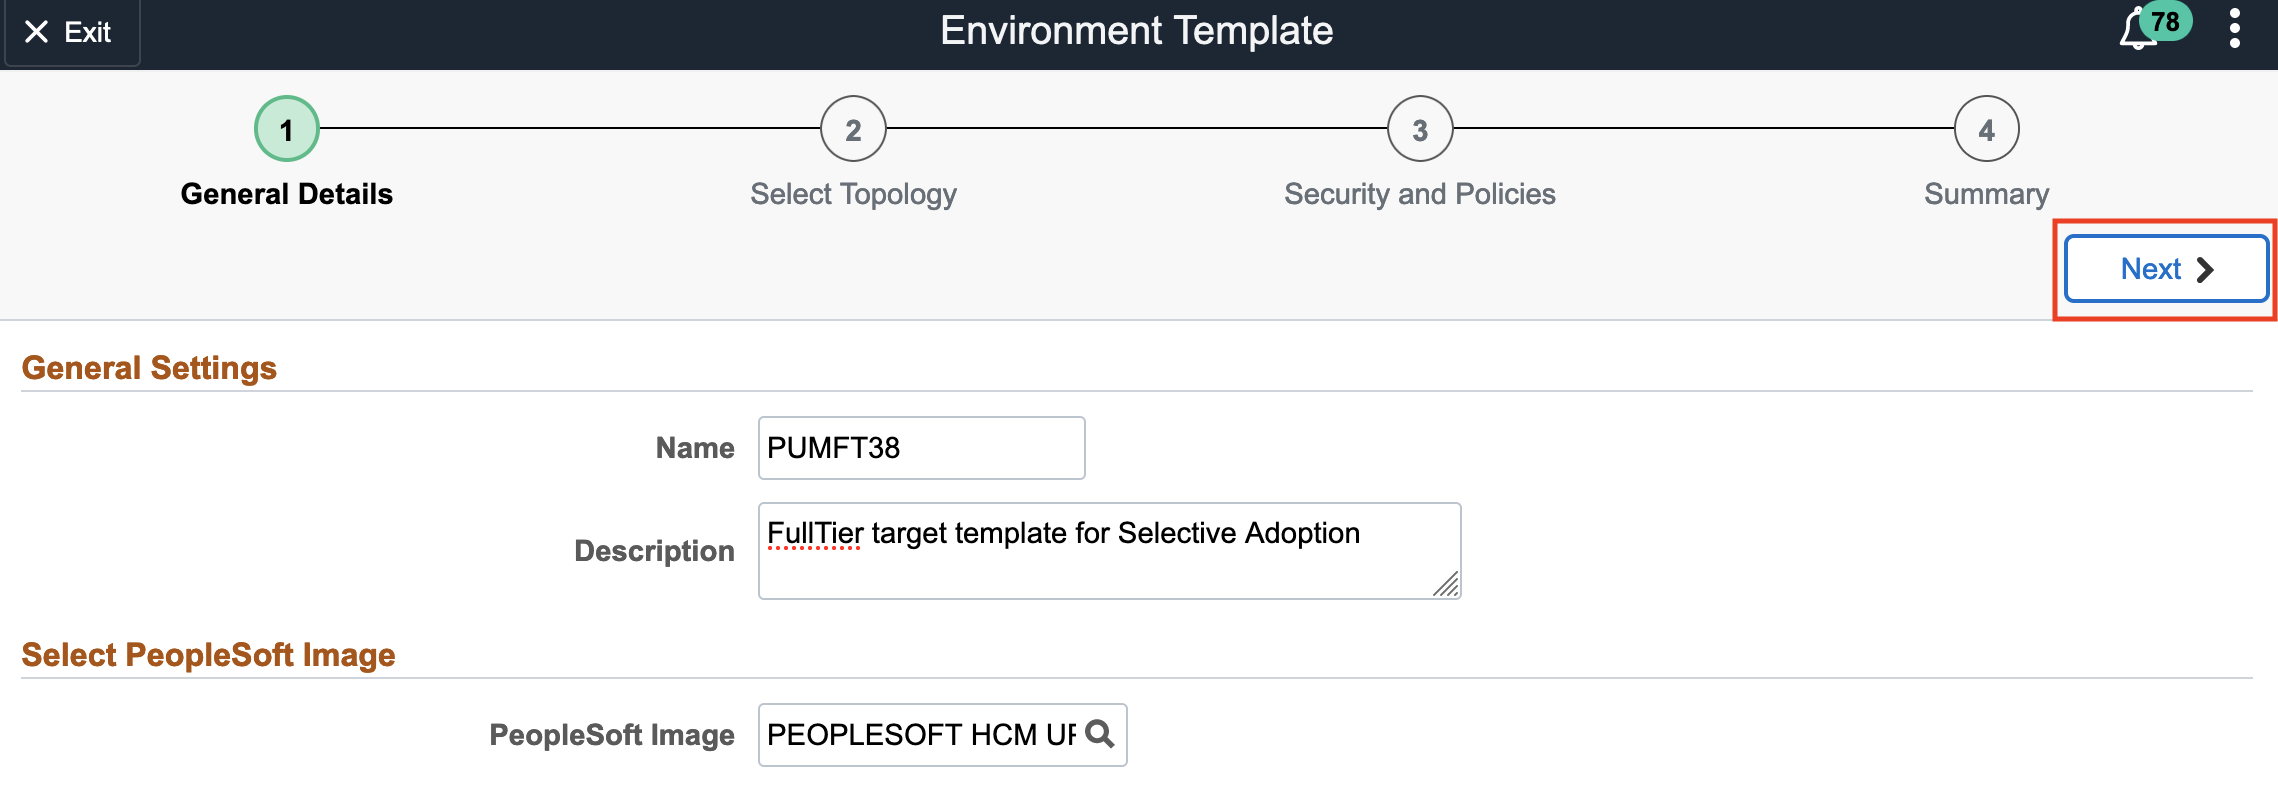 Exit
Environment Template
78
1
2
3
4
General Details
Select Topology
Security and Policies
Summary
Next
General Settings
Name
PUMFT38
Description
FullTier target template for Selective Adoption
Select PeopleSoft Image
PeopleSoft Image
PEOPLESOFT HCM